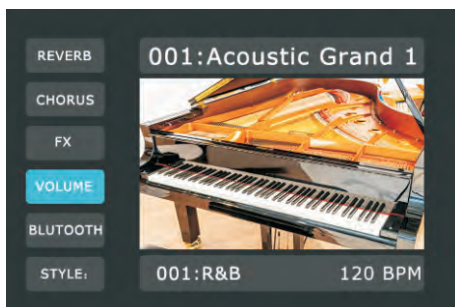 REVERB
001:Acoustic Grand 1
CHORUS
FX
VOLUME
BLUTOOTH
STYLE:
001:R&B 120 BPM